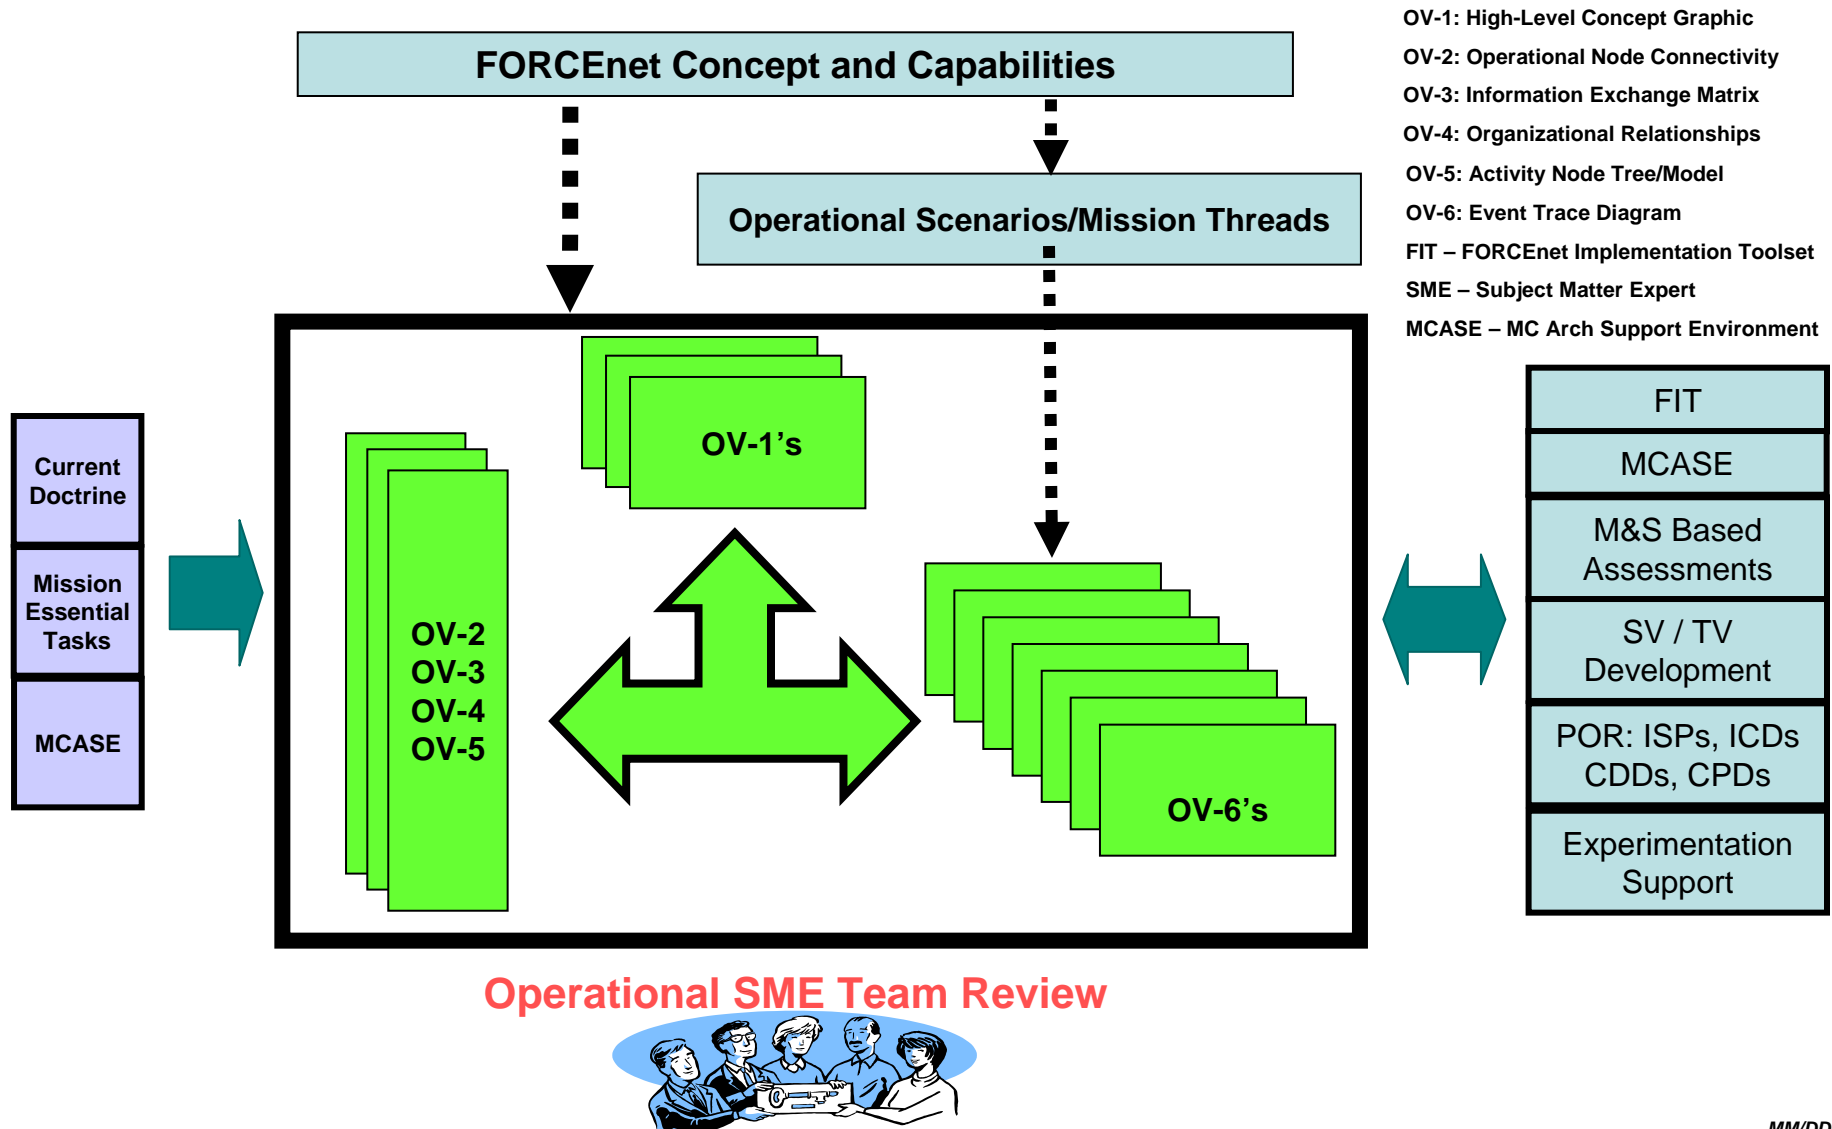 FORCEnet Concept and Capabilities
Operational Scenarios/Mission Threads
OV-1: High-Level Concept Graphic
OV-2: Operational Node Connectivity
OV-3: Information Exchange Matrix
OV-4: Organizational Relationships
OV-5: Activity Node Tree/Model
OV-6: Event Trace Diagram
FIT – FORCEnet Implementation Toolset
SME – Subject Matter Expert
MCASE – MC Arch Support Environment
Current
Doctrine
Mission
Essential
Tasks
MCASE
OV-1’s
OV-2
OV-3
OV-4
OV-5
OV-6’s
FIT
MCASE
M&S Based
Assessments
SV / TV
Development
POR: ISPs, ICDs
CDDs, CPDs
Experimentation
Support
Operational SME Team Review
MM/DD